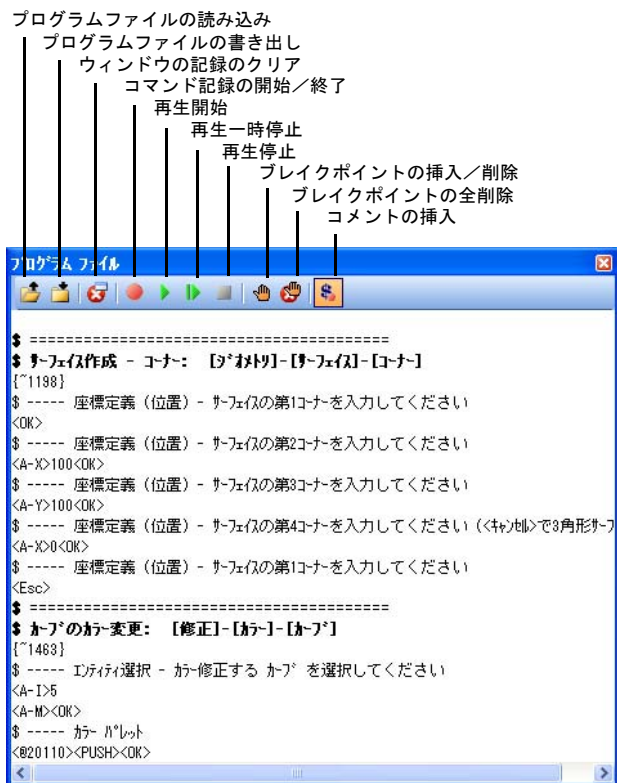 プログラムファイルの読み込み
プログラムファイルの書き出し
ウィンドウの記録のクリア
コマンド記録の開始／終了
再生開始
再生一時停止
再生停止
ブレイクポイントの挿入／削除
ブレイクポイントの全削除
コメントの挿入
ﾌﾟﾛｸﾞﾗﾑ ﾌｧｲﾙ
$ ========================================
$ ｻｰﾌｪｲｽ作成 - ｺｰﾅｰ: [ｼﾞｵﾒﾄﾘ]-[ｻｰﾌｪｲｽ]-[ｺｰﾅｰ]
{~1198}
$ ----- 座標定義（位置）- ｻｰﾌｪｲｽの第1ｺｰﾅｰを入力してください
<OK>
$ ----- 座標定義（位置）- ｻｰﾌｪｲｽの第2ｺｰﾅｰを入力してください
<A-X>100<OK>
$ ----- 座標定義（位置）- ｻｰﾌｪｲｽの第3ｺｰﾅｰを入力してください
<A-Y>100<OK>
$ ----- 座標定義（位置）- ｻｰﾌｪｲｽの第4ｺｰﾅｰを入力してください（<ｷｬﾝｾﾙ>で3角形ｻｰﾌ
<A-X>0<OK>
$ ----- 座標定義（位置）- ｻｰﾌｪｲｽの第1ｺｰﾅｰを入力してください
<Esc>
$ ========================================
$ ｶｰﾌﾞのｶﾗｰ変更: [修正]-[ｶﾗｰ]-[ｶｰﾌﾞ]
{~1463}
$ ----- ｴﾝﾃｨﾃｨ選択 - ｶﾗｰ修正する ｶｰﾌﾞ を選択してください
<A-I>5
<A-M><OK>
$ ----- ｶﾗｰ ﾊﾟﾚｯﾄ
<@20110><PUSH><OK>